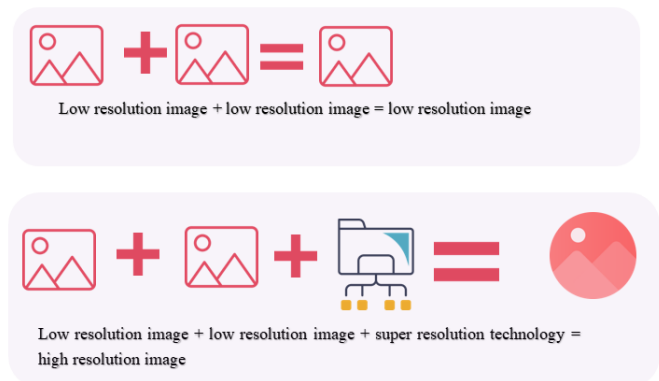 Low resolution image + low resolution image = low resolution image
Low resolution image + low resolution image + super resolution technology =
high resolution image